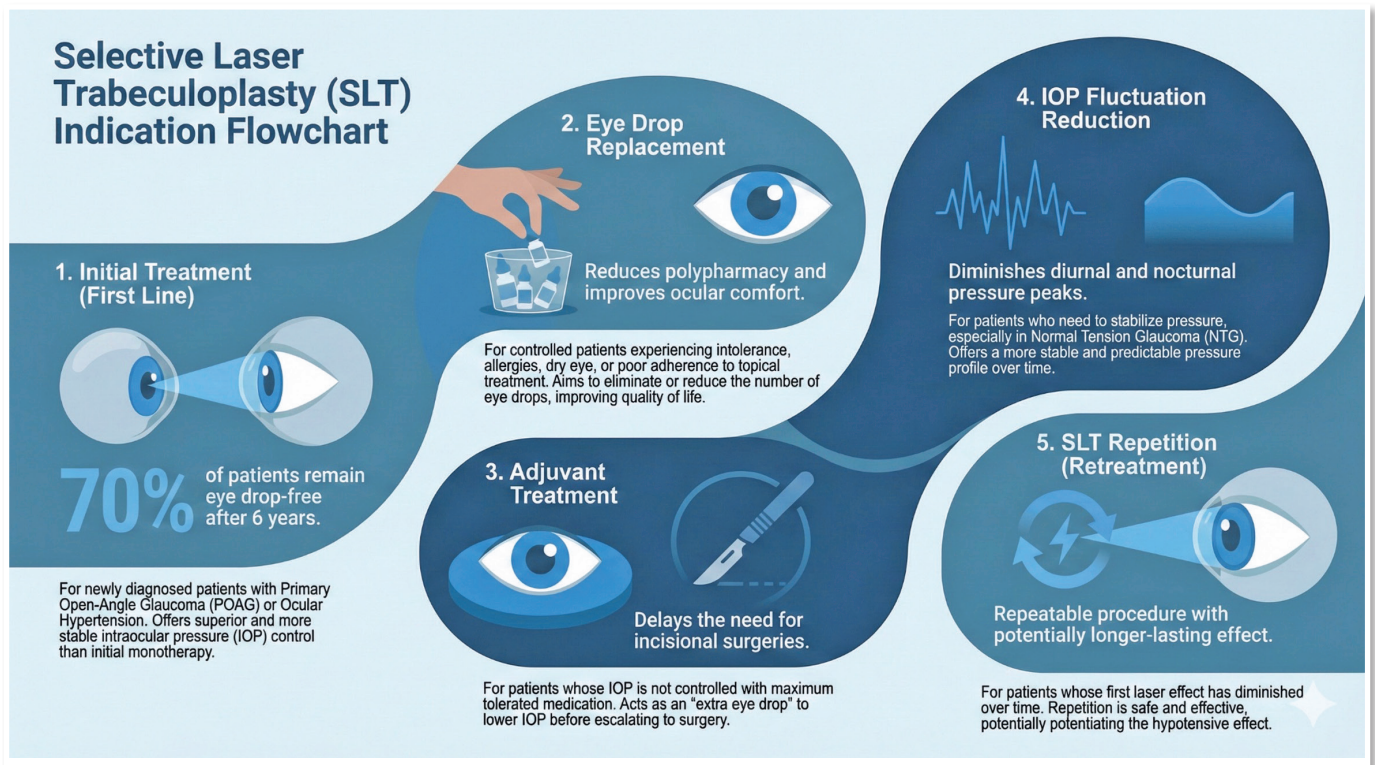 Selective Laser
Trabeculoplasty (SLT)
Indication Flowchart
1. Initial Treatment
(First Line)
70%
of patients remain
eye drop-free
after 6 years.
For newly diagnosed patients with Primary
Open-Angle Glaucoma (POAG) or Ocular
Hypertension. Offers superior and more
stable intraocular pressure (IOP) control
than initial monotherapy.
2. Eye Drop
Replacement
Reduces polypharmacy and
improves ocular comfort.
For controlled patients experiencing intolerance,
allergies, dry eye, or poor adherence to topical
treatment. Aims to eliminate or reduce the number of
eye drops, improving quality of life.
3. Adjuvant
Treatment
Delays the need for
incisional surgeries.
For patients whose IOP is not controlled with maximum
tolerated medication. Acts as an “extra eye drop” to
lower IOP before escalating to surgery.
4. IOP Fluctuation
Reduction
Diminishes diurnal and nocturnal
pressure peaks.
For patients who need to stabilize pressure,
especially in Normal Tension Glaucoma (NTG).
Offers a more stable and predictable pressure
profile over time.
5. SLT Repetition
(Retreatment)
Repeatable procedure with
potentially longer-lasting effect.
For patients whose first laser effect has diminished
over time. Repetition is safe and effective,
potentially potentiating the hypotensive effect.